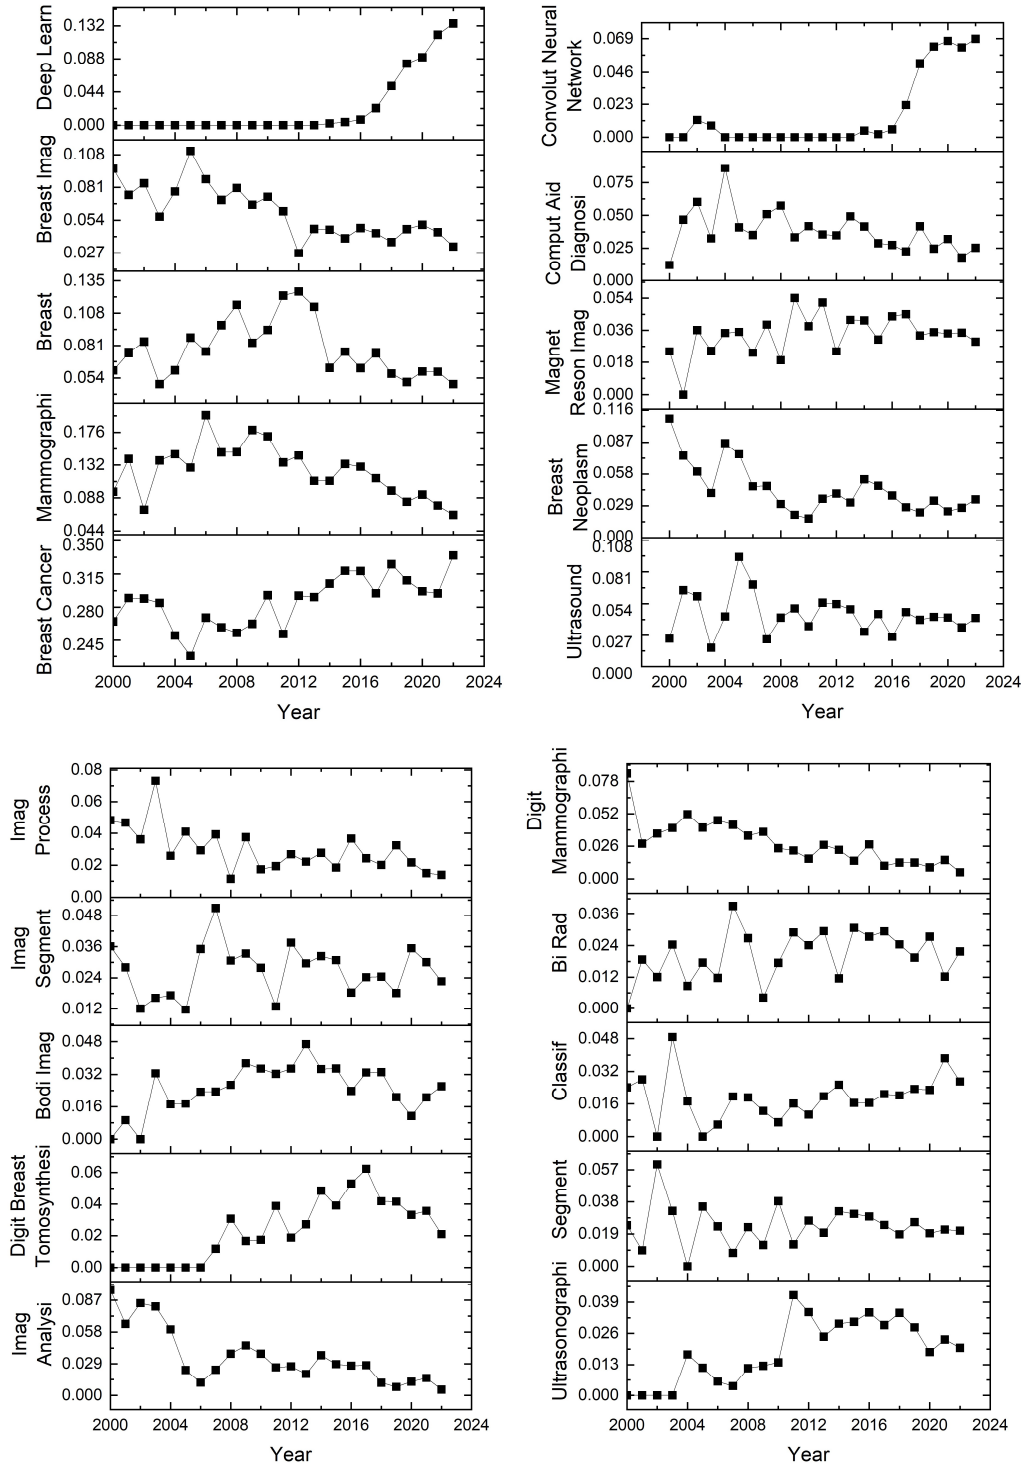 Deep Learn
0.132
0.088
0.044
0.000
Breast Imag
0.108
0.081
0.054
0.027
Breast
0.135
0.108
0.081
0.054
Mammographi
0.176
0.132
0.088
0.044
Breast Cancer
0.350
0.315
0.280
0.245
2000 2004 2008 2012 2016 2020 2024
Year
Convolut Neural
Network
0.069
0.046
0.023
0.000
Comput Aid
Diagnosi
0.075
0.050
0.025
0.000
Magnet
Reson Imag
0.054
0.036
0.018
0.000
Breast
Neoplasm
0.116
0.087
0.058
0.029
0.000
Ultrasound
0.108
0.081
0.054
0.027
0.000
2000 2004 2008 2012 2016 2020 2024
Year
Imag
Process
0.08
0.06
0.04
0.02
0.00
Imag
Segment
0.048
0.036
0.024
0.012
Bodi Imag
0.048
0.032
0.016
0.000
Digit Breast
Tomosynthesi
0.06
0.04
0.02
0.00
Imag
Analysi
0.087
0.058
0.029
0.000
2000 2004 2008 2012 2016 2020 2024
Year
Digit
Mammographi
0.078
0.052
0.026
0.000
Bi Rad
0.036
0.024
0.012
0.000
Classif
0.048
0.032
0.016
0.000
Segment
0.057
0.038
0.019
0.000
Ultrasonographi
0.039
0.026
0.013
0.000
2000 2004 2008 2012 2016 2020 2024
Year